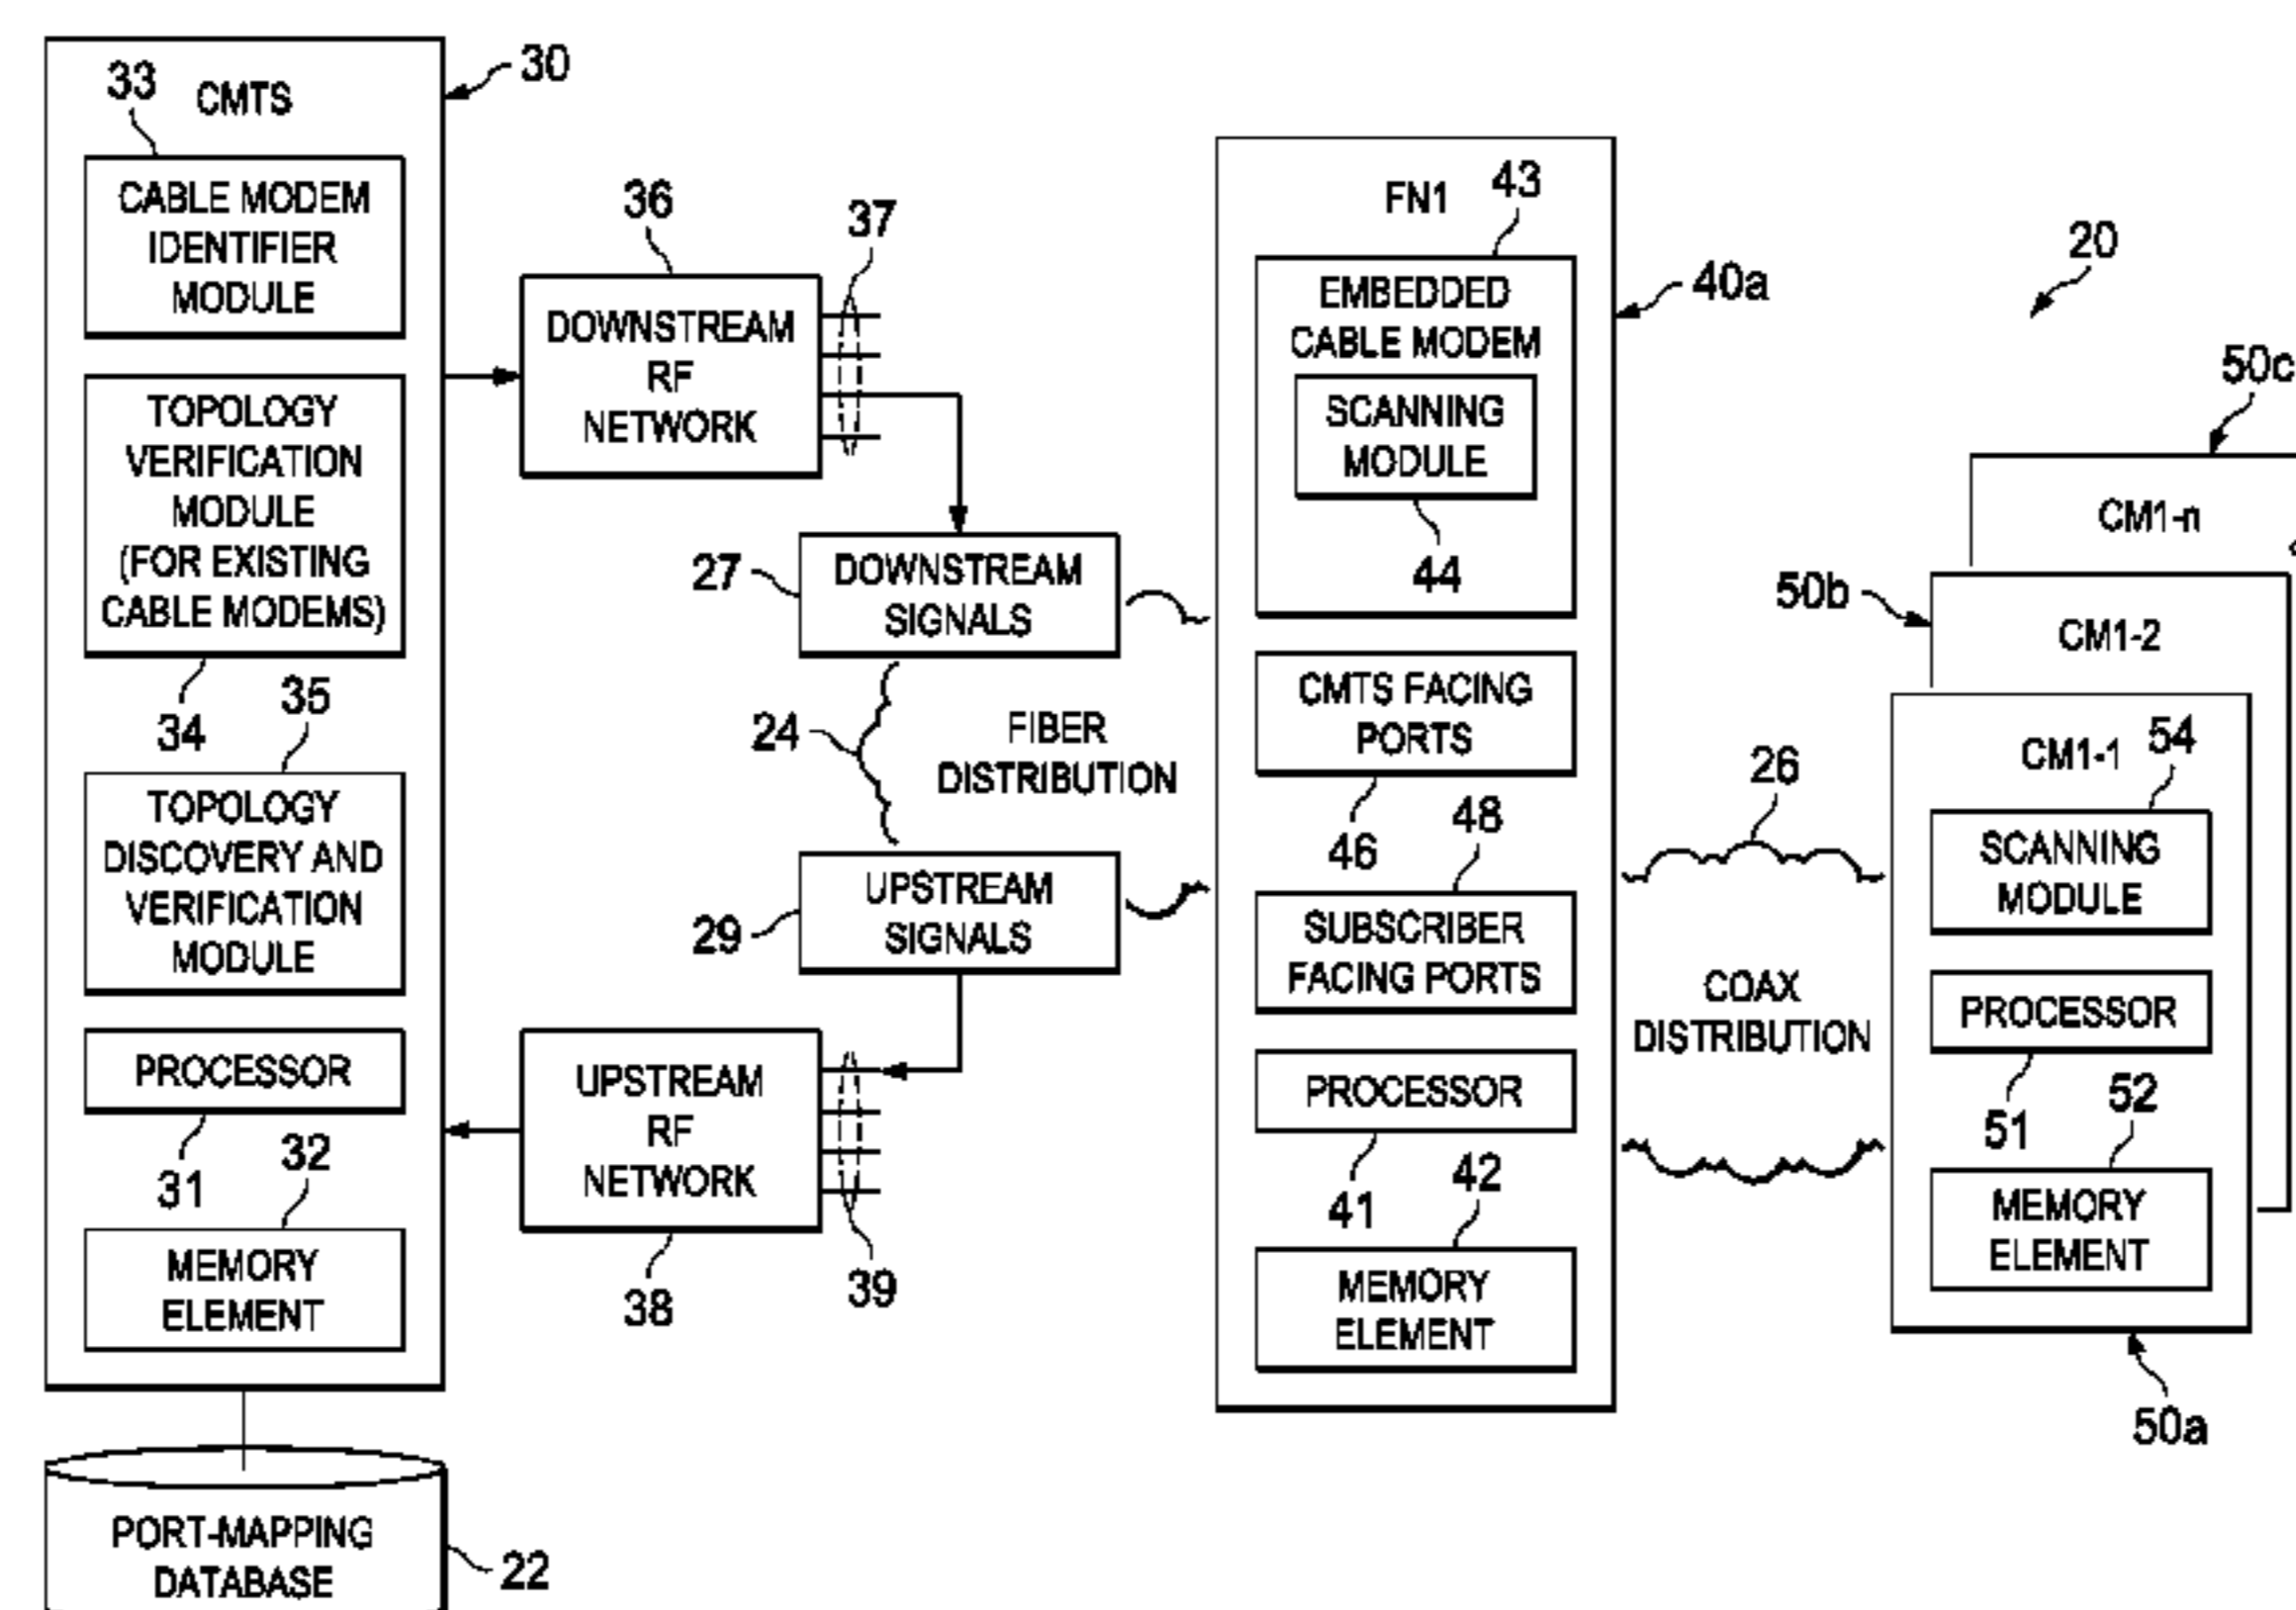 30
33
CMTS
CABLE MODEM
IDENTIFIER
MODULE
TOPOLOGY
VERIFICATION
MODULE
(FOR EXISTING
CABLE MODEMS)
34
35
TOPOLOGY
DISCOVERY AND
VERIFICATION
MODULE
PROCESSOR
31
32
MEMORY
ELEMENT
PORT-MAPPING
DATABASE
22
36
37
DOWNSTREAM
RF
NETWORK
27
DOWNSTREAM
SIGNALS
24
FIBER
DISTRIBUTION
29
UPSTREAM
SIGNALS
UPSTREAM
RF
NETWORK
38
39
FN1
43
40a
EMBEDDED
CABLE MODEM
SCANNING
MODULE
44
CMTS FACING
PORTS
46
48
SUBSCRIBER
FACING PORTS
PROCESSOR
41
42
MEMORY
ELEMENT
26
COAX
DISTRIBUTION
20
50c
CM1-n
50b
CM1-2
CM1-1
54
SCANNING
MODULE
PROCESSOR
51
52
MEMORY
ELEMENT
50a